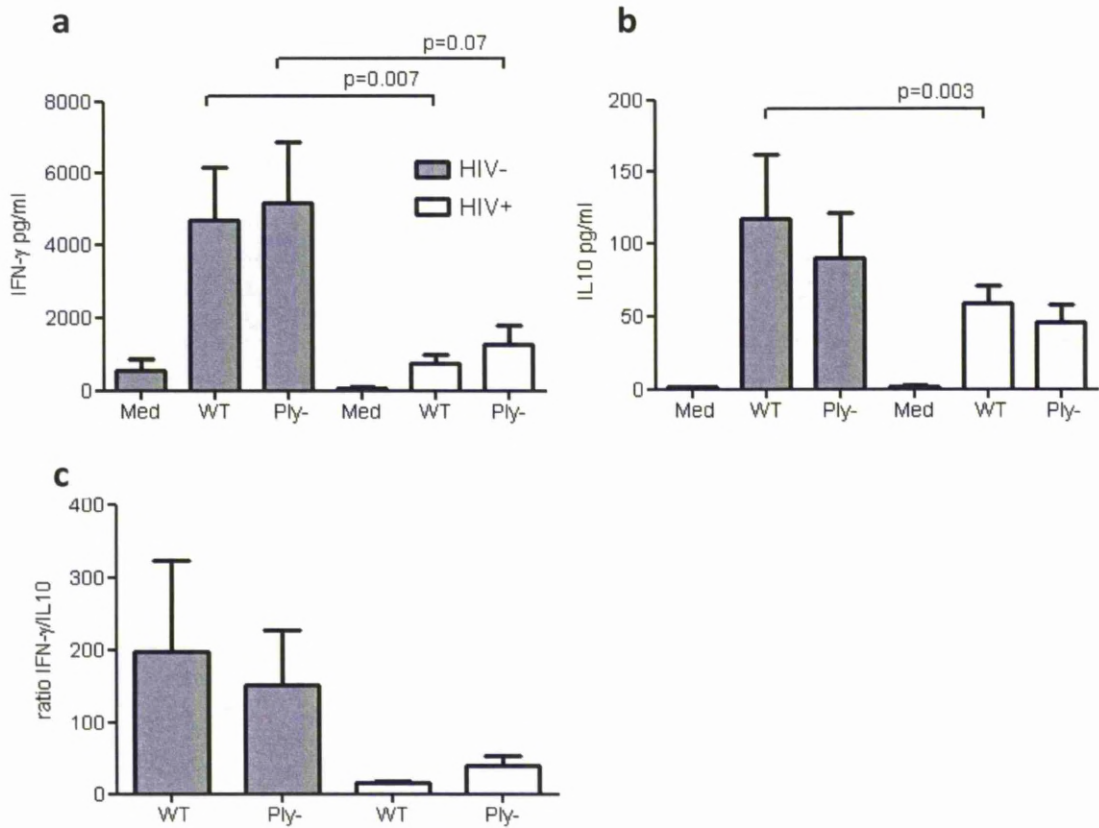 a
p=0.07
p=0.007
8000
6000
4000
2000
0
IFN-γ pg/ml
HIV-
HIV+
Med WT Ply- Med WT Ply-
b
p=0.003
200
150
100
50
0
IL10 pg/ml
Med WT Ply- Med WT Ply-
c
400
300
200
100
0
ratio IFN-γ/IL10
WT Ply- WT Ply-